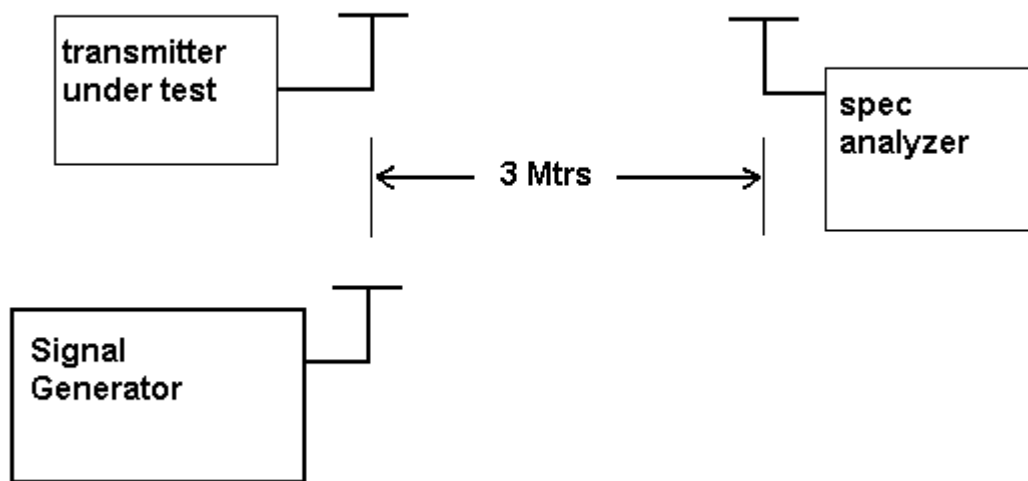 transmitter
under test
spec
analyzer
3 Mtrs
Signal
Generator